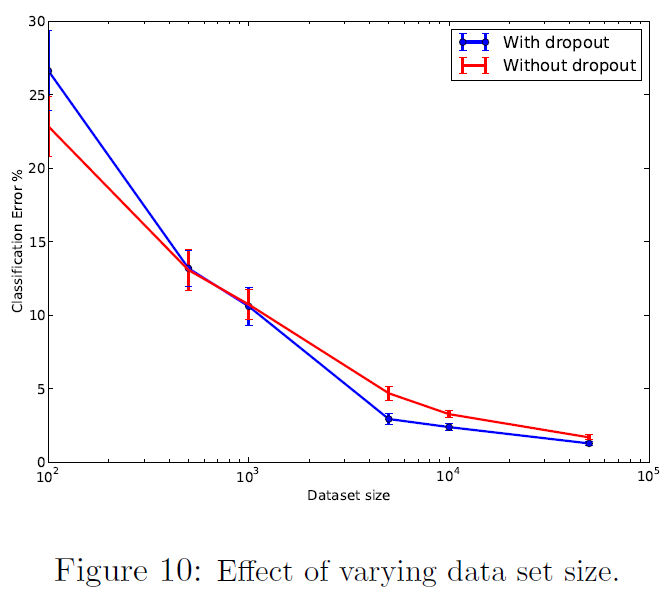 30
25
20
15
10
5
0
Classification Error %
With dropout
Without dropout
10² 10³ 10⁴ 10⁵
Dataset size
Figure 10: Effect of varying data set size.